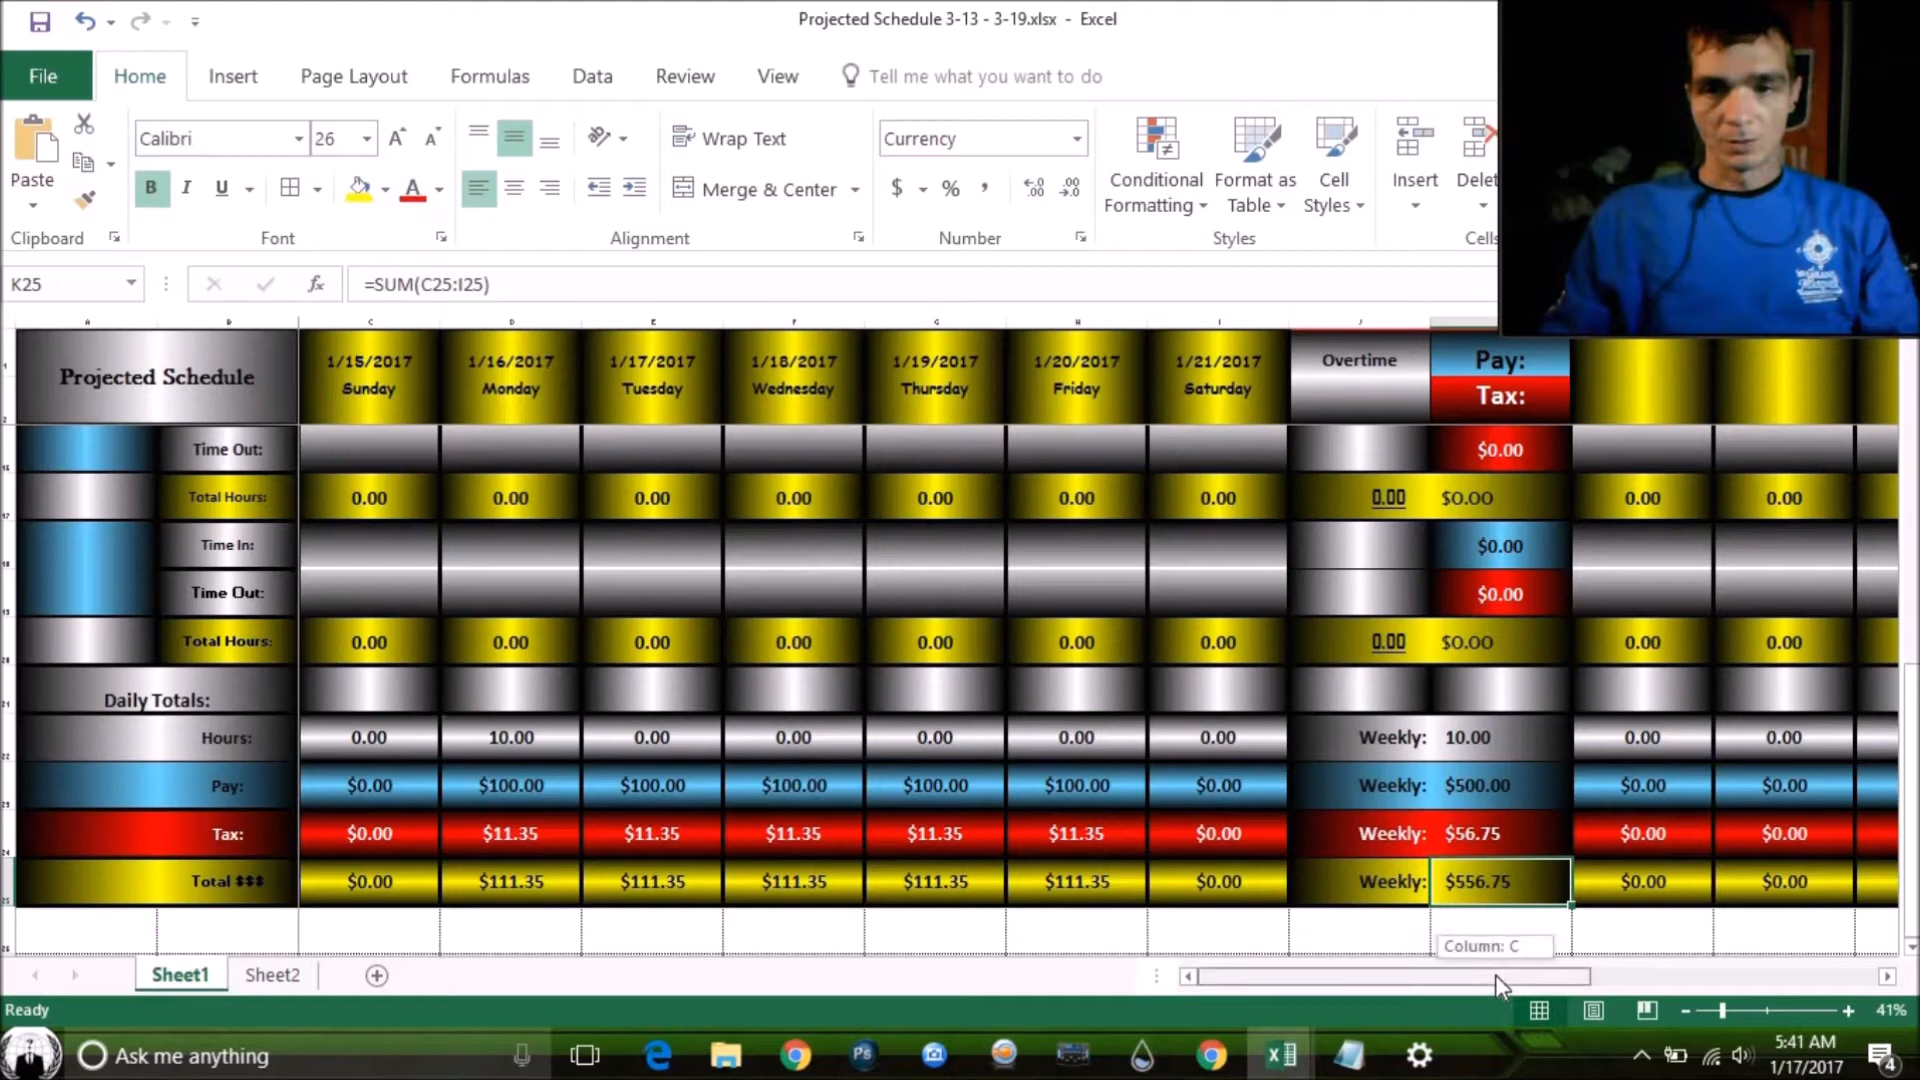 Projected Schedule 3-13 - 3-19.xlsx - Excel
File Home Insert Page Layout Formulas Data Review View Tell me what you want to do
Calibri 26 Wrap Text Currency
Paste B I U A Merge & Center $ % , Conditional Formatting Format as Table Cell Styles Insert Delet
Clipboard Font Alignment Number Styles Cells
K25 fx =SUM(C25:I25)
A B C D E F G H I J
Projected Schedule 1/15/2017 1/16/2017 1/17/2017 1/18/2017 1/19/2017 1/20/2017 1/21/2017 Overtime Pay:
Sunday Monday Tuesday Wednesday Thursday Friday Saturday Tax:
Time Out: $0.00
Total Hours: 0.00 0.00 0.00 0.00 0.00 0.00 0.00 0.00 $0.00 0.00 0.00
Time In: $0.00
Time Out: $0.00
Total Hours: 0.00 0.00 0.00 0.00 0.00 0.00 0.00 0.00 $0.00 0.00 0.00
Daily Totals:
Hours: 0.00 10.00 0.00 0.00 0.00 0.00 0.00 Weekly: 10.00 0.00 0.00
Pay: $0.00 $100.00 $100.00 $100.00 $100.00 $100.00 $0.00 Weekly: $500.00 $0.00 $0.00
Tax: $0.00 $11.35 $11.35 $11.35 $11.35 $11.35 $0.00 Weekly: $56.75 $0.00 $0.00
Total $$$ $0.00 $111.35 $111.35 $111.35 $111.35 $111.35 $0.00 Weekly: $556.75 $0.00 $0.00
Column: C
Sheet1 Sheet2
Ready 41%
Ask me anything 5:41 AM
1/17/2017 4